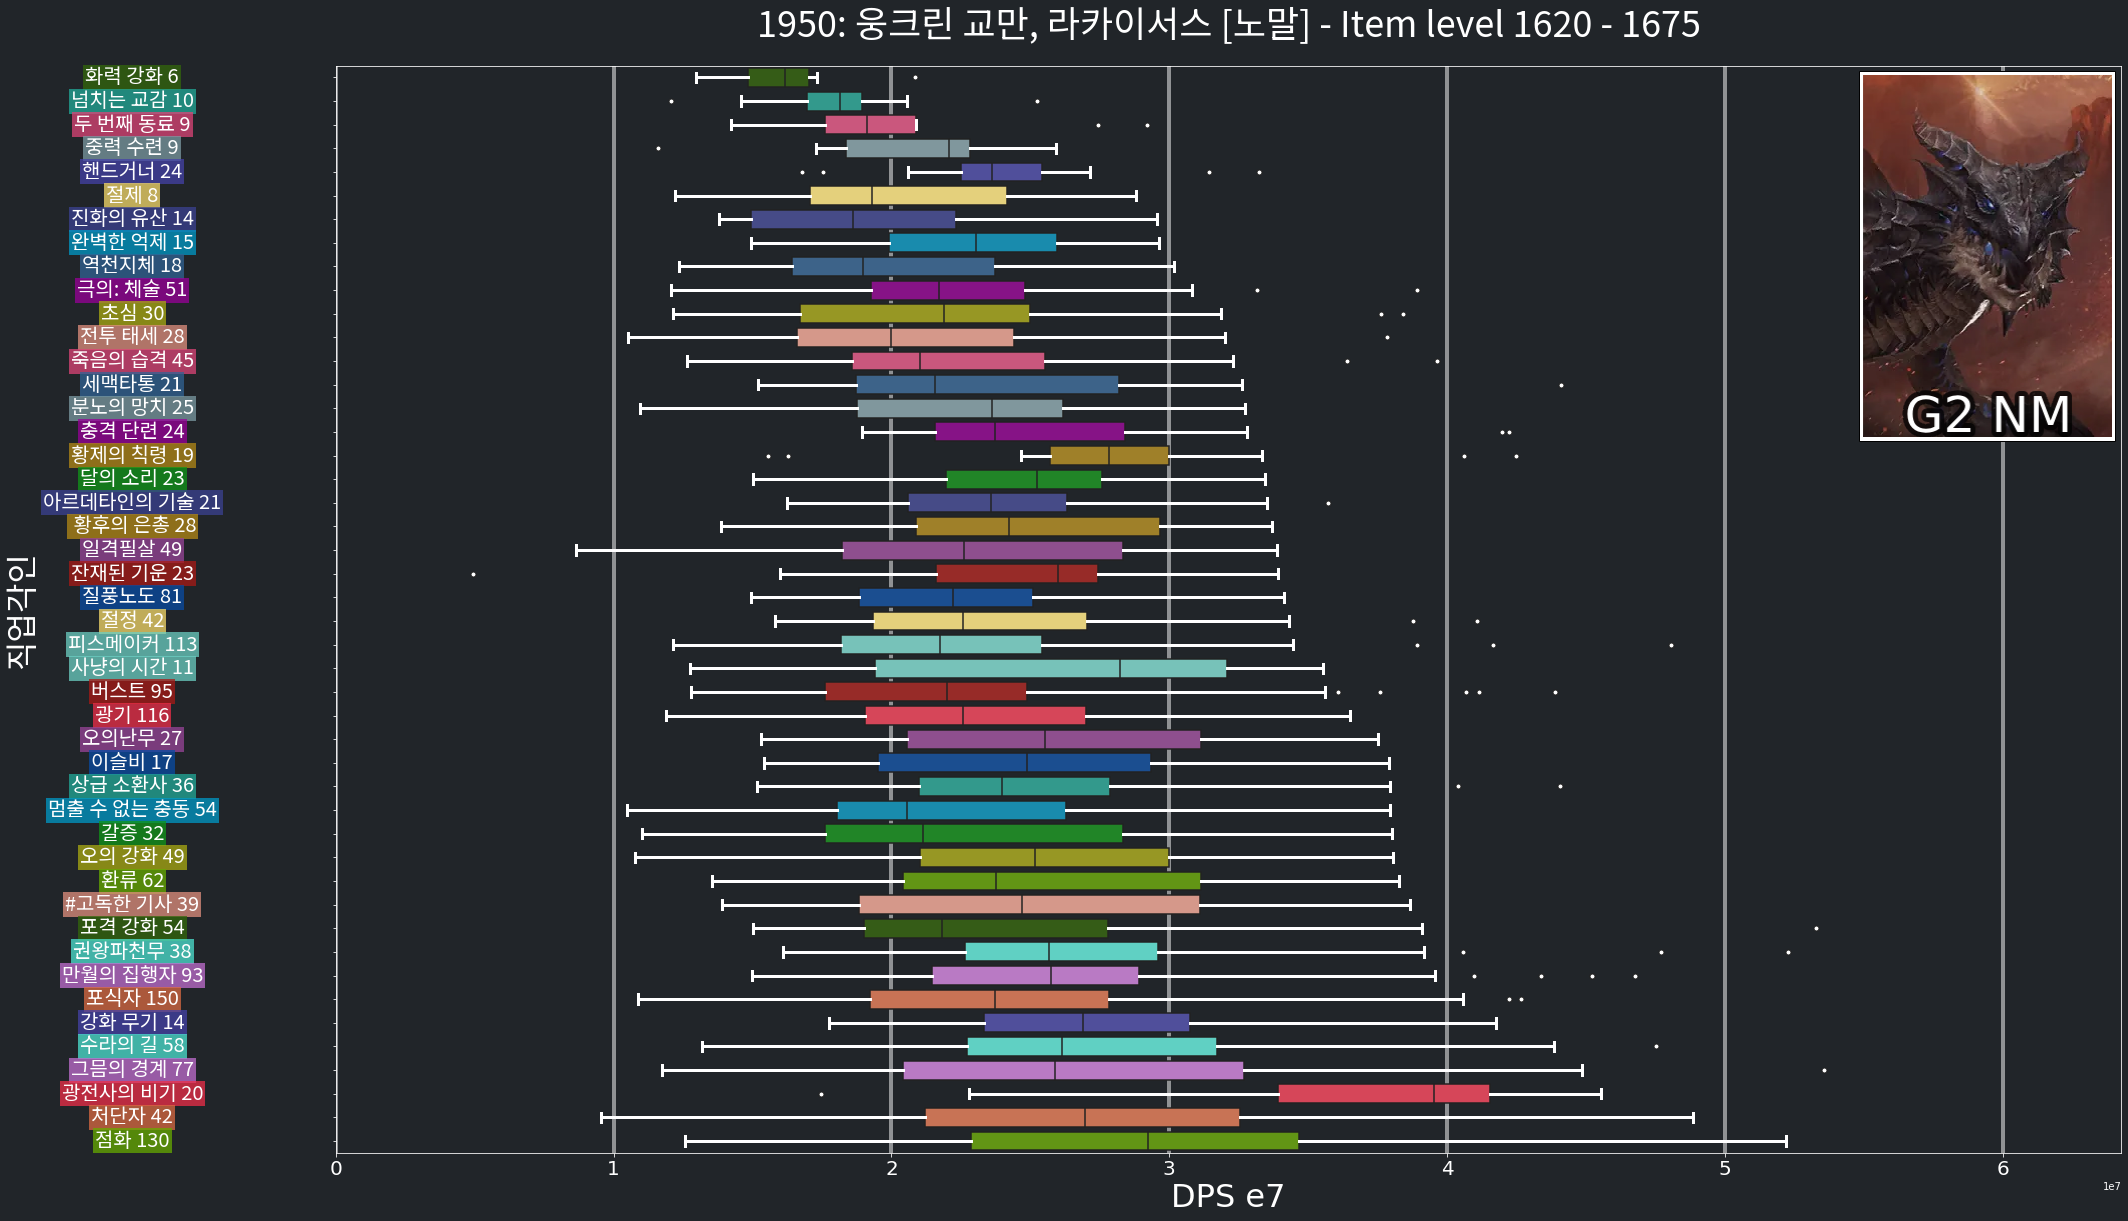 1950: 웅크린 교만, 라카이서스 [노말] - Item level 1620 - 1675
화력 강화 6
넘치는 교감 10
두 번째 동료 9
중력 수련 9
핸드거너 24
절제 8
진화의 유산 14
완벽한 억제 15
역천지체 18
극의: 체술 51
초심 30
전투 태세 28
죽음의 습격 45
세맥타통 21
분노의 망치 25
충격 단련 24
황제의 칙령 19
달의 소리 23
아르데타인의 기술 21
황후의 은총 28
일격필살 49
잔재된 기운 23
질풍노도 81
절정 42
피스메이커 113
사냥의 시간 11
버스트 95
광기 116
오의난무 27
이슬비 17
상급 소환사 36
멈출 수 없는 충동 54
갈증 32
오의 강화 49
환류 62
#고독한 기사 39
포격 강화 54
권왕파천무 38
만월의 집행자 93
포식자 150
강화 무기 14
수라의 길 58
그믐의 경계 77
광전사의 비기 20
처단자 42
점화 130
직업각인
G2 NM
0 1 2 3 4 5 6
1e7
DPS e7